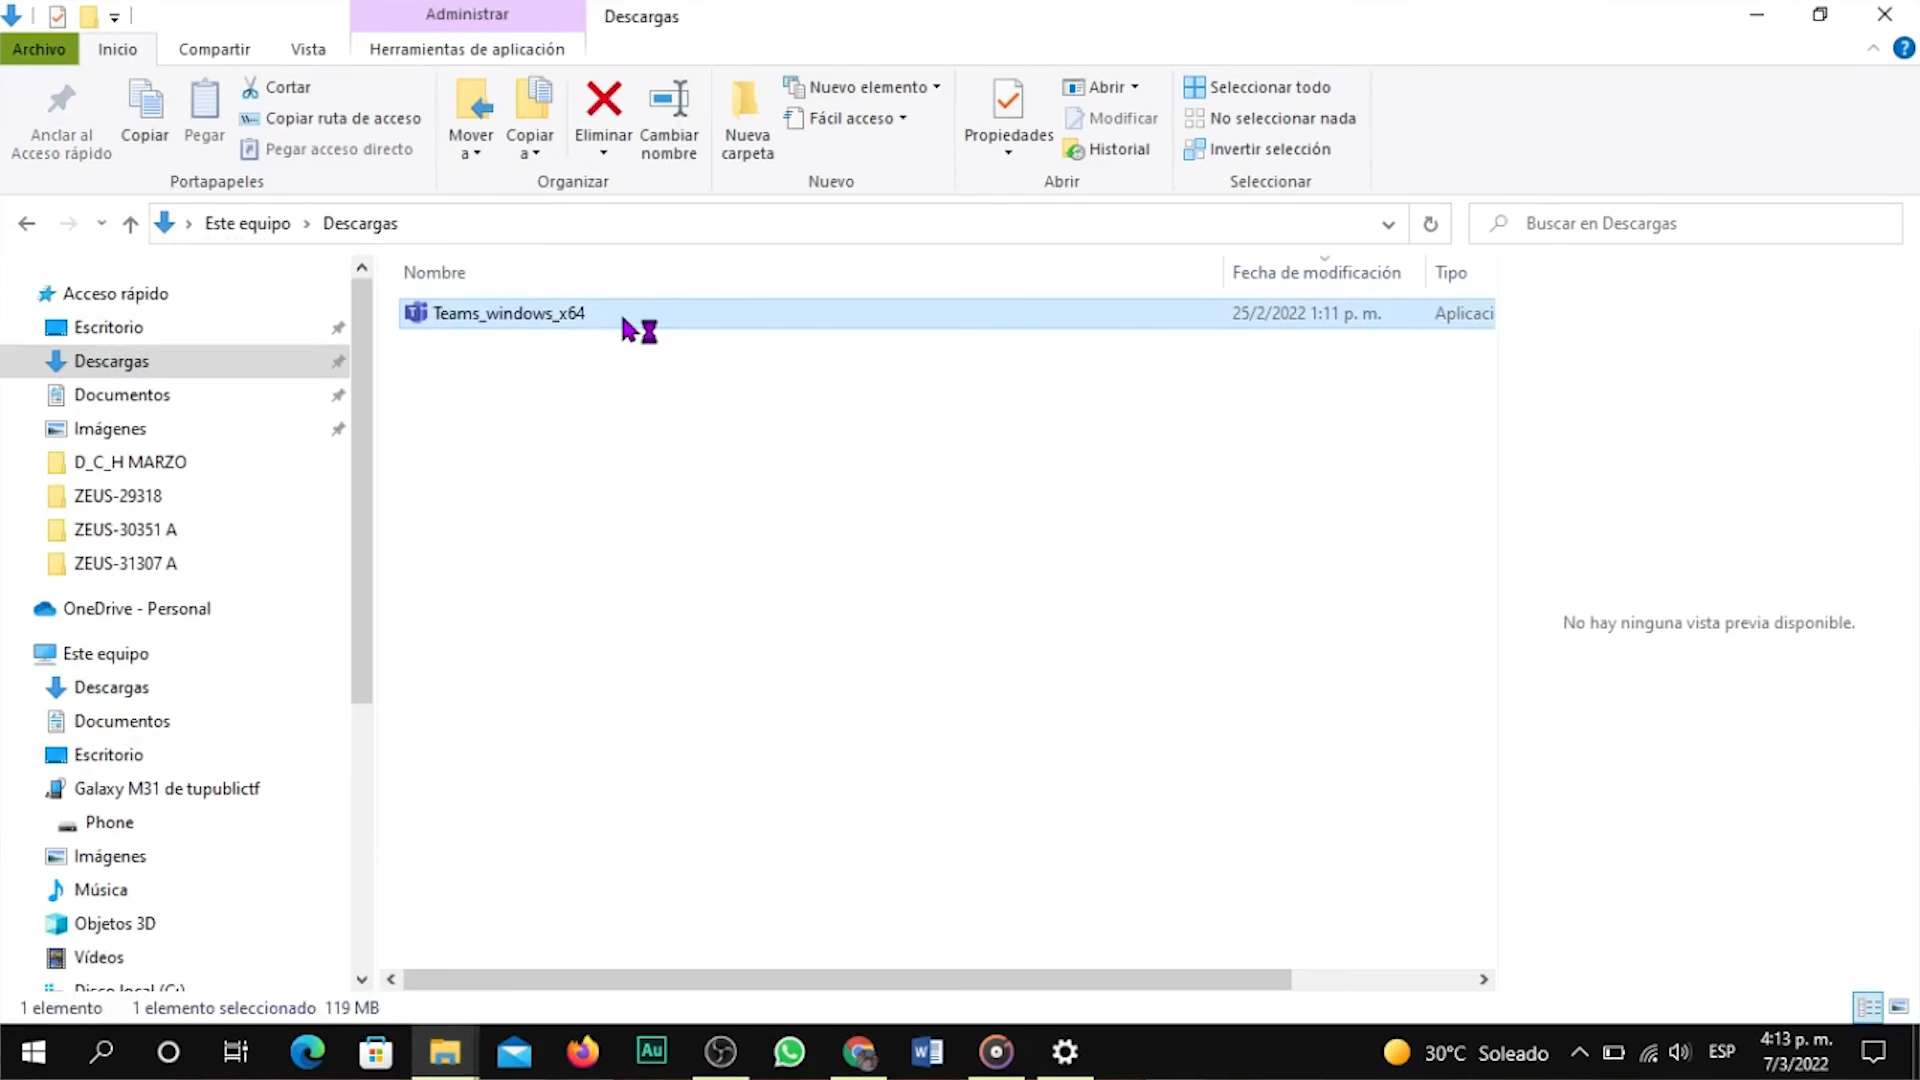 Administrar
Descargas
Archivo
Inicio
Compartir
Vista
Herramientas de aplicación
Anclar al
Acceso rápido
Copiar
Pegar
Cortar
Copiar ruta de acceso
Pegar acceso directo
Portapapeles
Mover
a
Copiar
a
Eliminar
Cambiar
nombre
Organizar
Nueva
carpeta
Nuevo elemento
Fácil acceso
Nuevo
Propiedades
Abrir
Modificar
Historial
Abrir
Seleccionar todo
No seleccionar nada
Invertir selección
Seleccionar
Este equipo > Descargas
Buscar en Descargas
Nombre
Fecha de modificación
Tipo
Teams_windows_x64
25/2/2022 1:11 p. m.
Aplicaci
Acceso rápido
Escritorio
Descargas
Documentos
Imágenes
D_C_H MARZO
ZEUS-29318
ZEUS-30351 A
ZEUS-31307 A
OneDrive - Personal
Este equipo
Descargas
Documentos
Escritorio
Galaxy M31 de tupublictf
Phone
Imágenes
Música
Objetos 3D
Vídeos
Disco local (C:)
No hay ninguna vista previa disponible.
1 elemento
1 elemento seleccionado 119 MB
Au
30°C Soleado
ESP
4:13 p. m.
7/3/2022